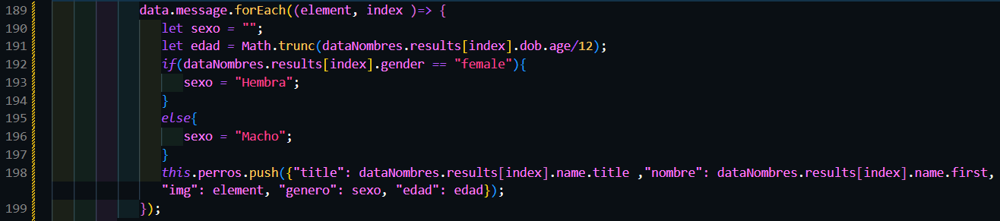 189 data.message.forEach((element, index )=> {
190 let sexo = "";
191 let edad = Math.trunc(dataNombres.results[index].dob.age/12);
192 if(dataNombres.results[index].gender == "female"){
193 sexo = "Hembra";
194 }
195 else{
196 sexo = "Macho";
197 }
198 this.perros.push({"title": dataNombres.results[index].name.title ,"nombre": dataNombres.results[index].name.first,
"img": element, "genero": sexo, "edad": edad});
199 });